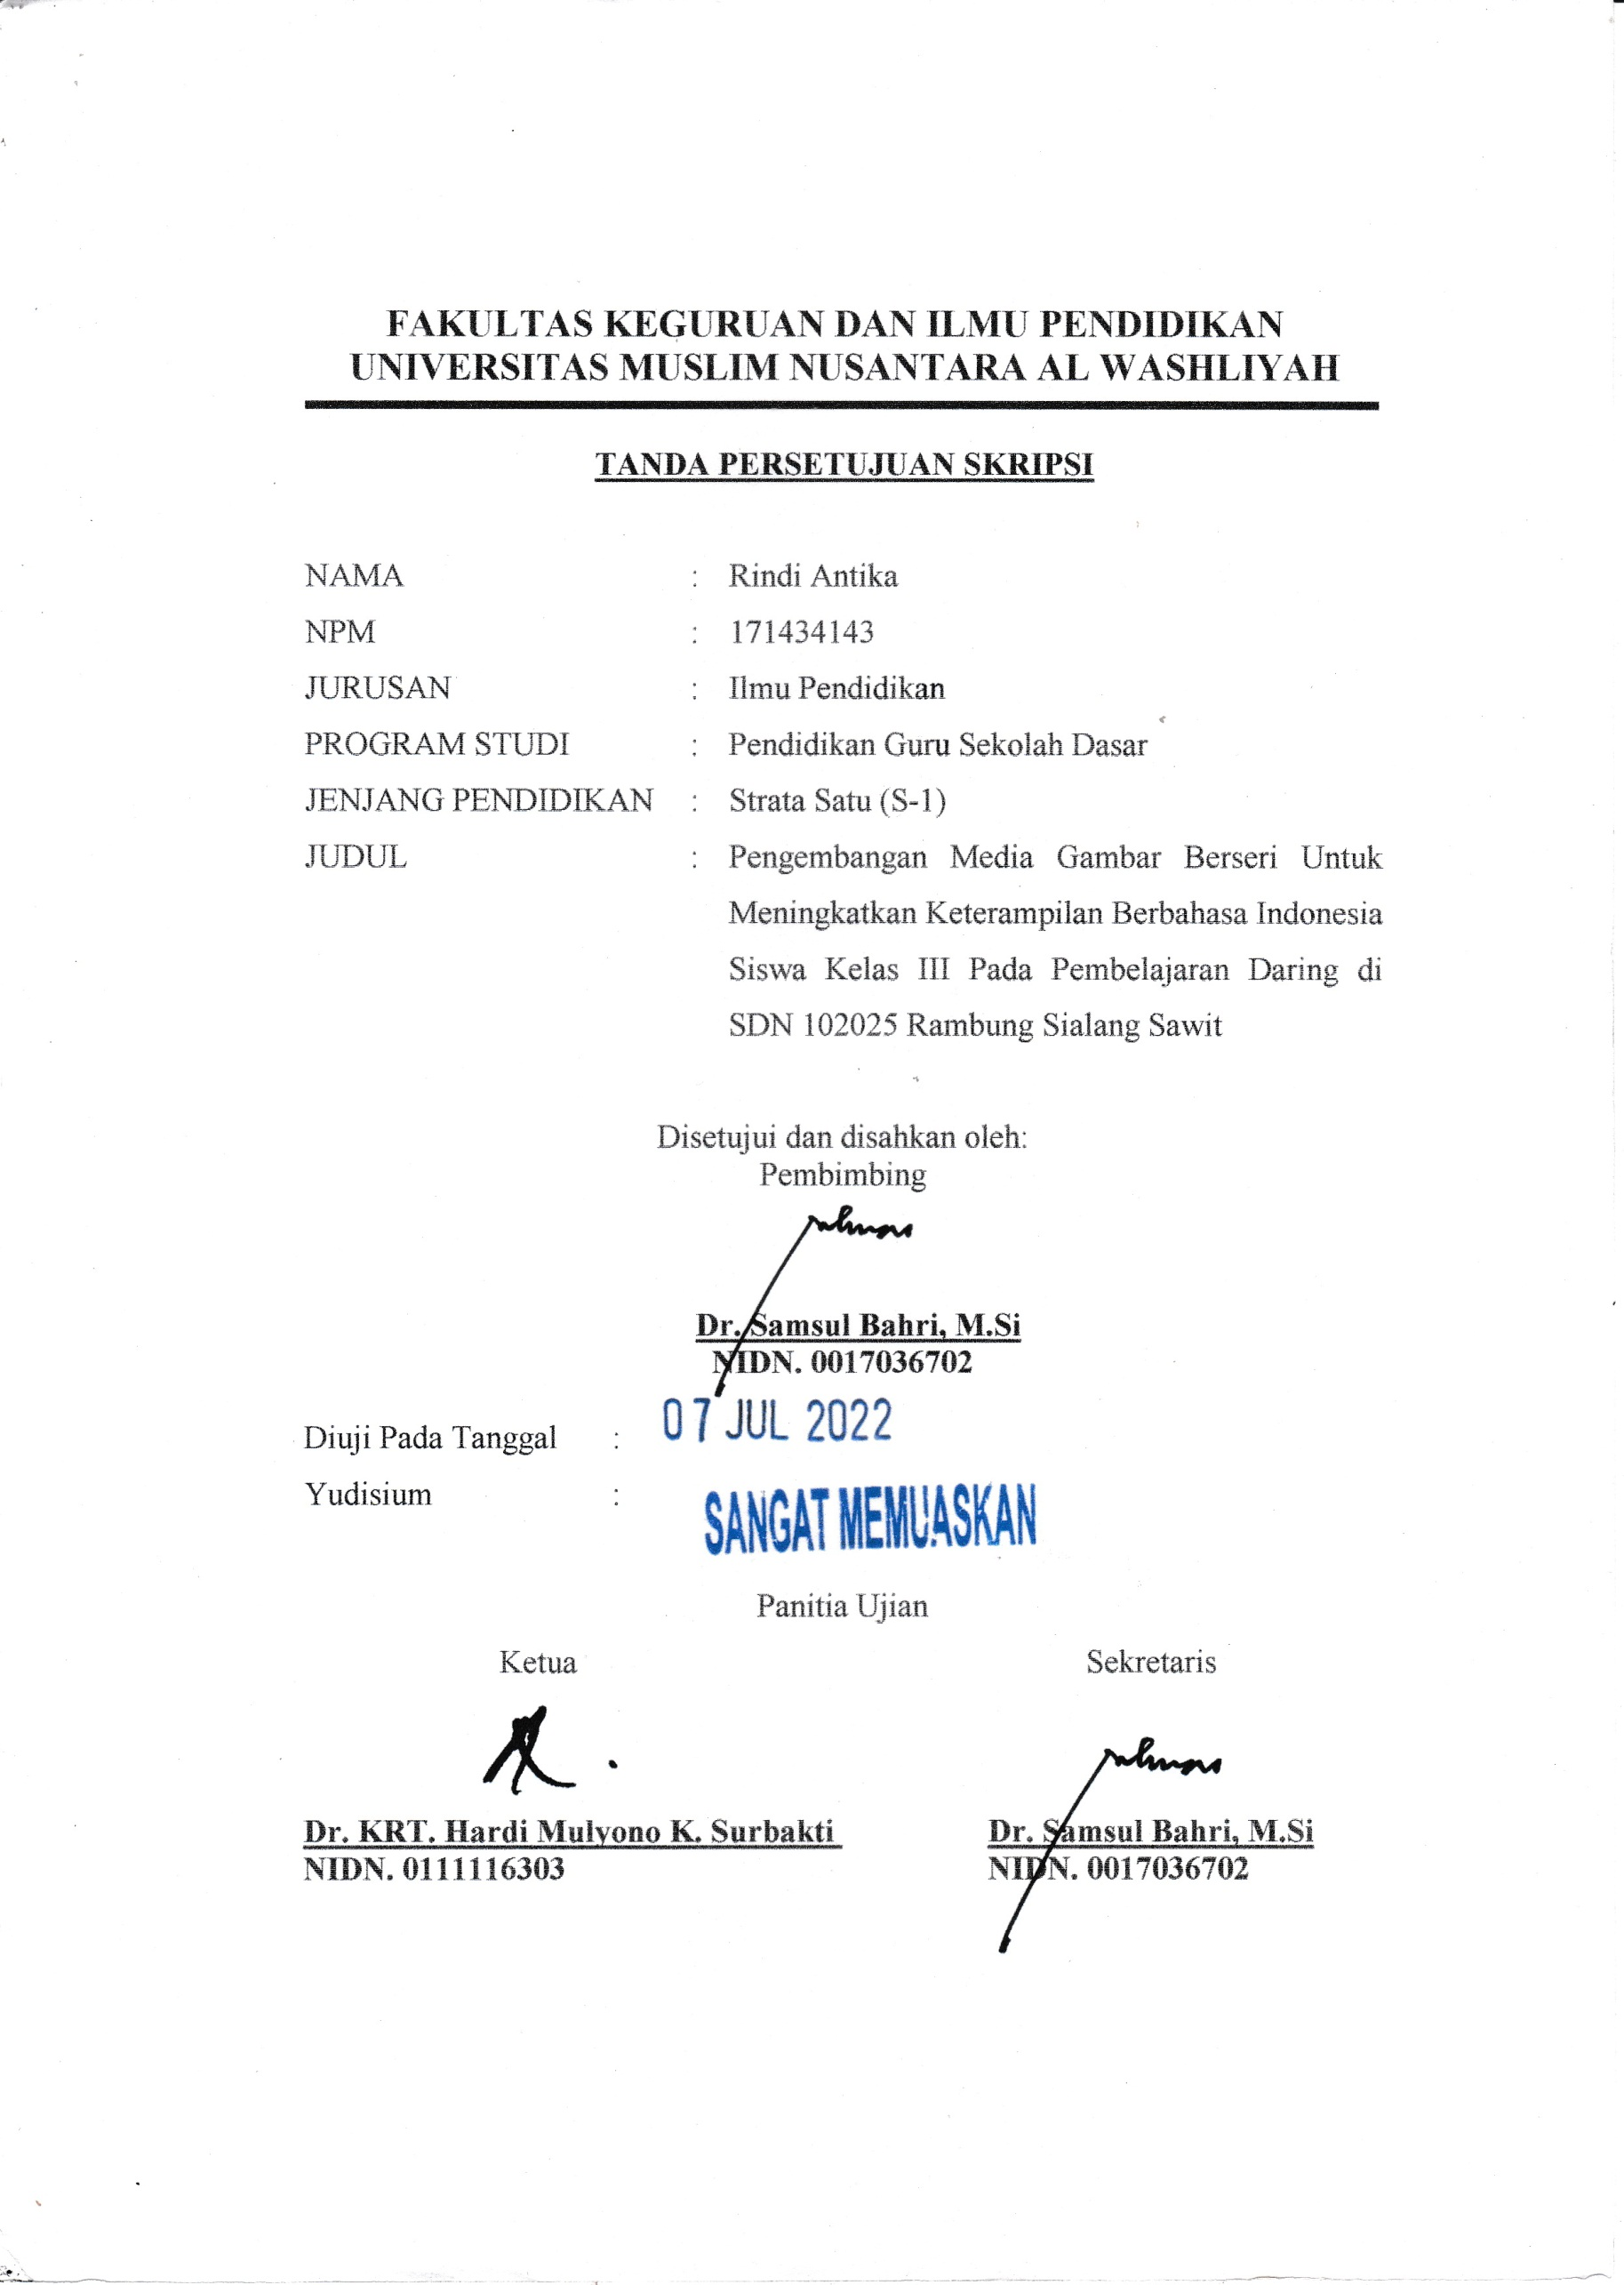 FAKULTAS KEGURUAN DAN ILMU PENDIDIKAN
UNIVERSITAS MUSLIM NUSANTARA AL WASHLIYAH
TANDA PERSETUJUAN SKRIPSI
NAMA : Rindi Antika
NPM : 171434143
JURUSAN : Ilmu Pendidikan
PROGRAM STUDI : Pendidikan Guru Sekolah Dasar
JENJANG PENDIDIKAN : Strata Satu (S-1)
JUDUL : Pengembangan Media Gambar Berseri Untuk
Meningkatkan Keterampilan Berbahasa Indonesia
Siswa Kelas III Pada Pembelajaran Daring di
SDN 102025 Rambung Sialang Sawit
Disetujui dan disahkan oleh:
Pembimbing
Dr. Samsul Bahri, M.Si
NIDN. 0017036702
Diuji Pada Tanggal : 07 JUL 2022
Yudisium : SANGAT MEMUASKAN
Panitia Ujian
Ketua Sekretaris
Dr. KRT. Hardi Mulyono K. Surbakti Dr. Samsul Bahri, M.Si
NIDN. 0111116303 NIDN. 0017036702